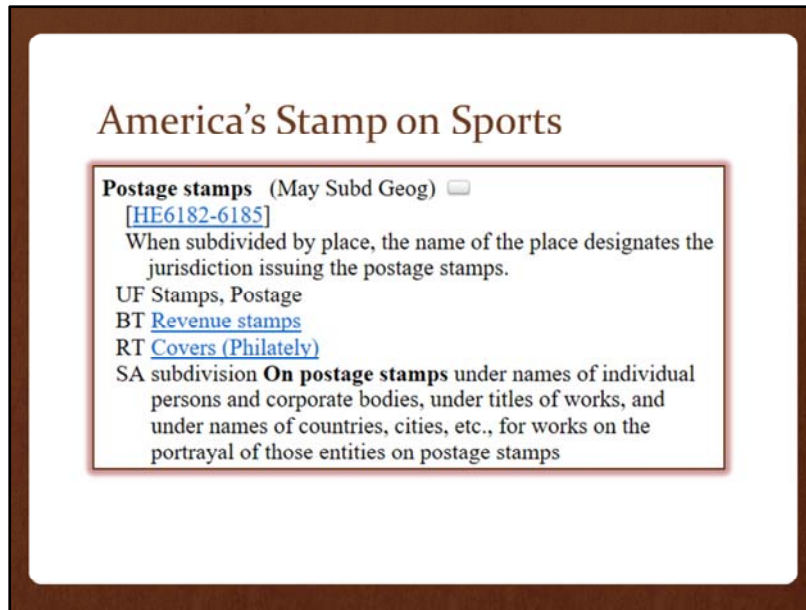 America’s Stamp on Sports
Postage stamps (May Subd Geog)
[HE6182-6185]
When subdivided by place, the name of the place designates the
jurisdiction issuing the postage stamps.
UF Stamps, Postage
BT Revenue stamps
RT Covers (Philately)
SA subdivision On postage stamps under names of individual
persons and corporate bodies, under titles of works, and
under names of countries, cities, etc., for works on the
portrayal of those entities on postage stamps